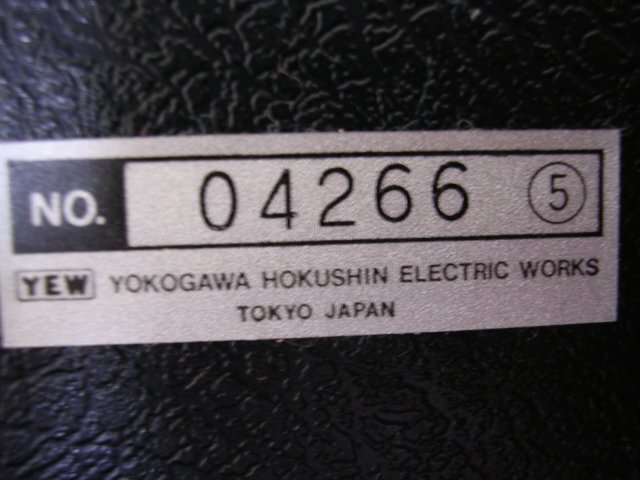 NO. 04266 ⑤
YEW YOKOGAWA HOKUSHIN ELECTRIC WORKS
TOKYO JAPAN